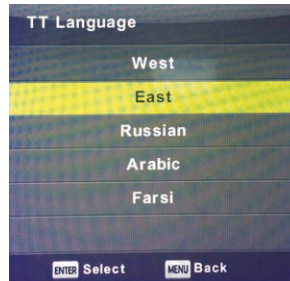 TT Language
West
East
Russian
Arabic
Farsi
ENTER Select MENU Back